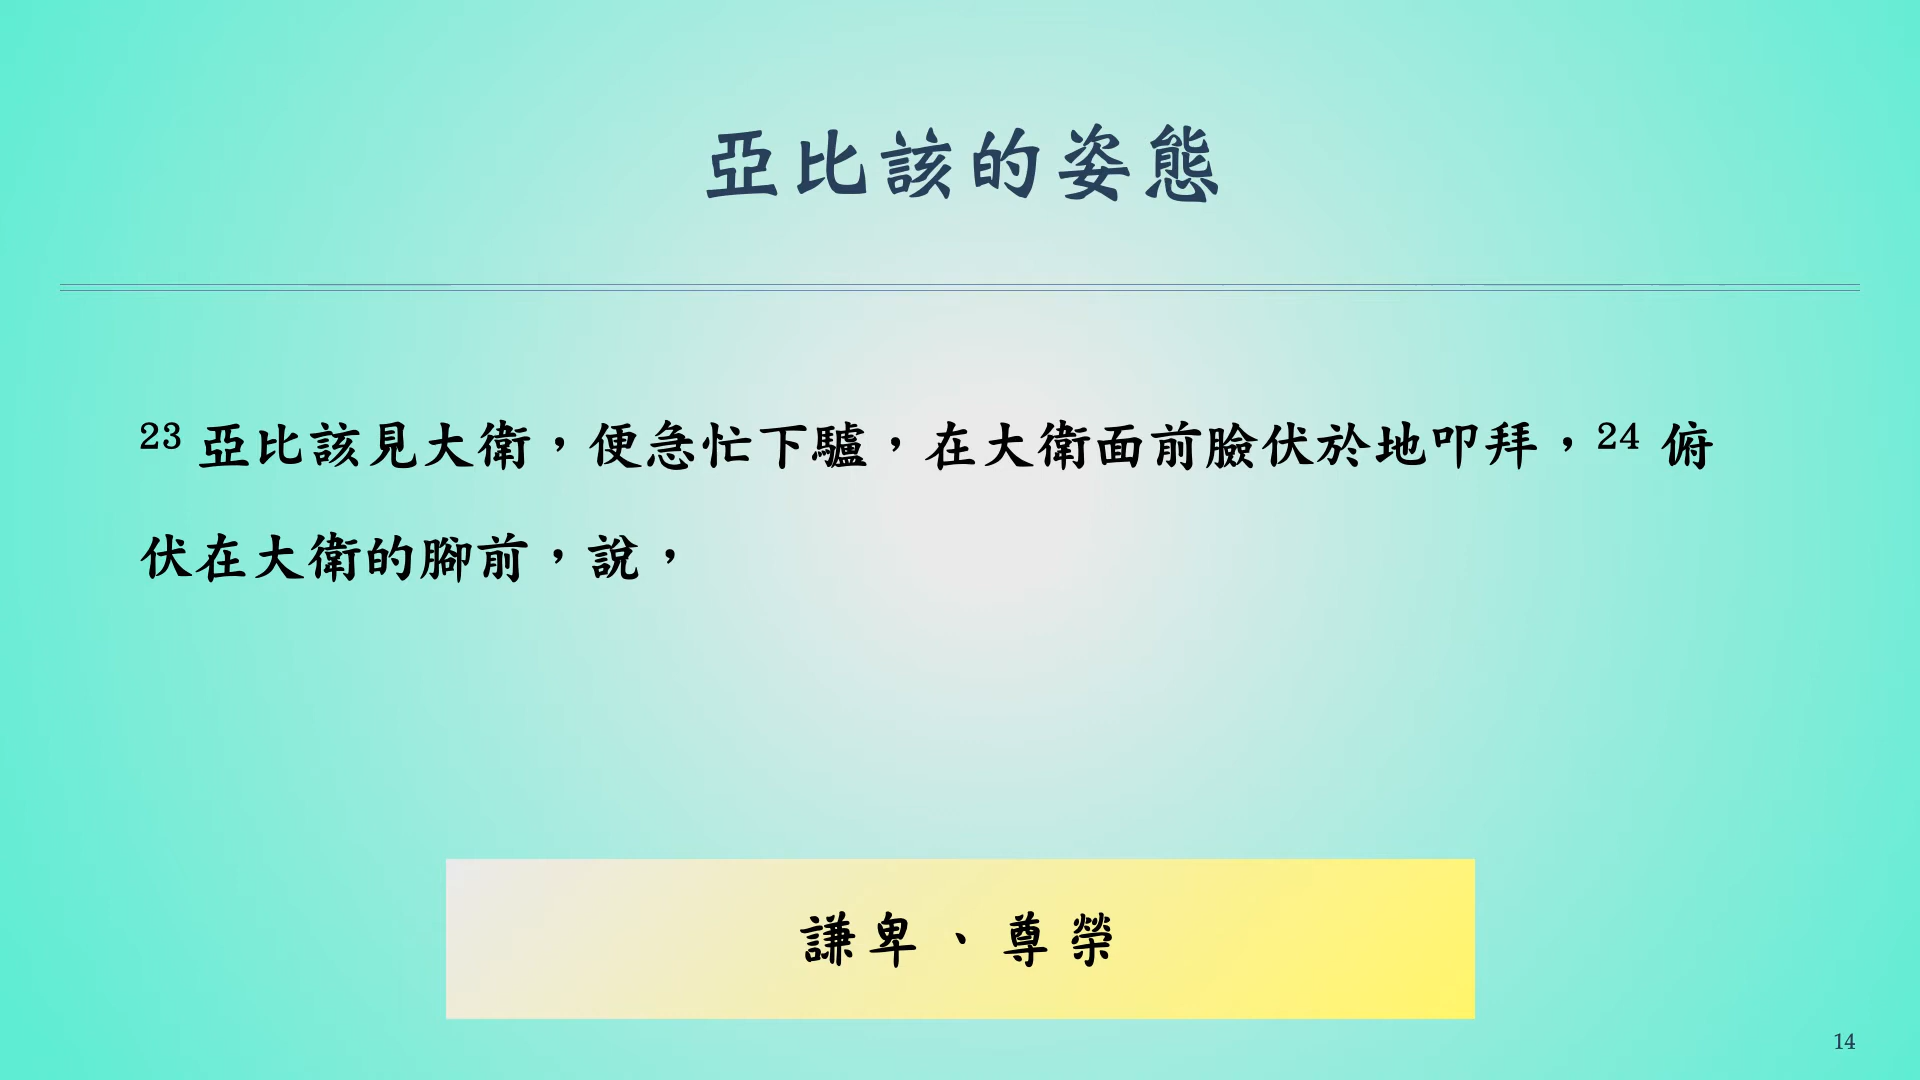 亞比該的姿態
23 亞比該見大衛，便急忙下驢，在大衛面前臉伏於地叩拜，24 俯
伏在大衛的腳前，說，
謙卑、尊榮
14